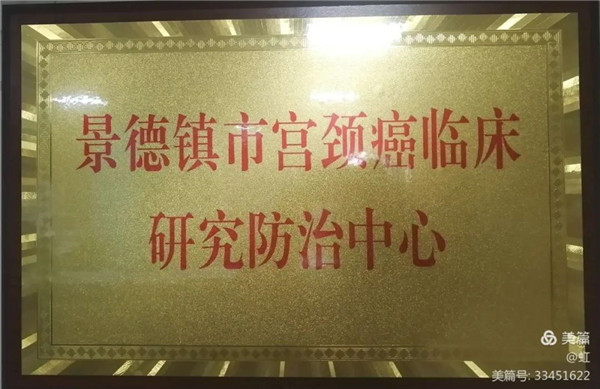 景德镇市宫颈癌临床
研究防治中心
美篇
@虹
美篇号: 33451622